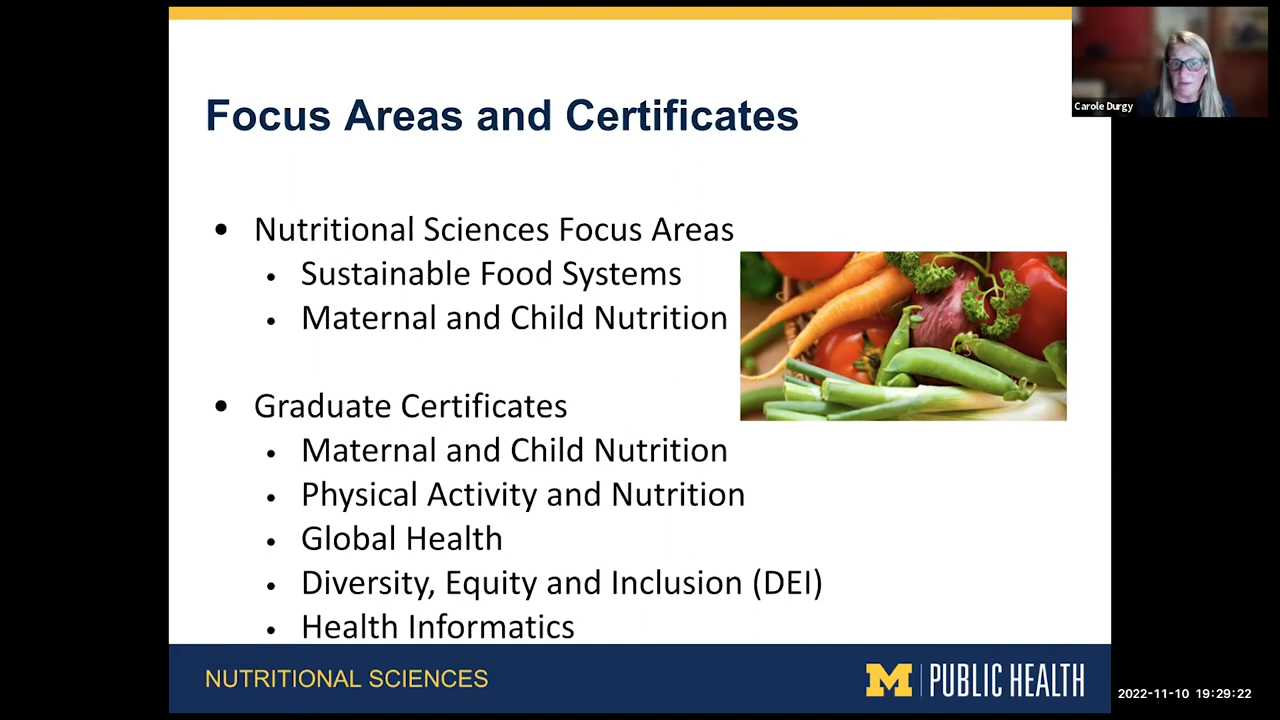 Focus Areas and Certificates
Carole Durgy
• Nutritional Sciences Focus Areas
• Sustainable Food Systems
• Maternal and Child Nutrition
• Graduate Certificates
• Maternal and Child Nutrition
• Physical Activity and Nutrition
• Global Health
• Diversity, Equity and Inclusion (DEI)
• Health Informatics
NUTRITIONAL SCIENCES
M | PUBLIC HEALTH
2022-11-10 19:29:22